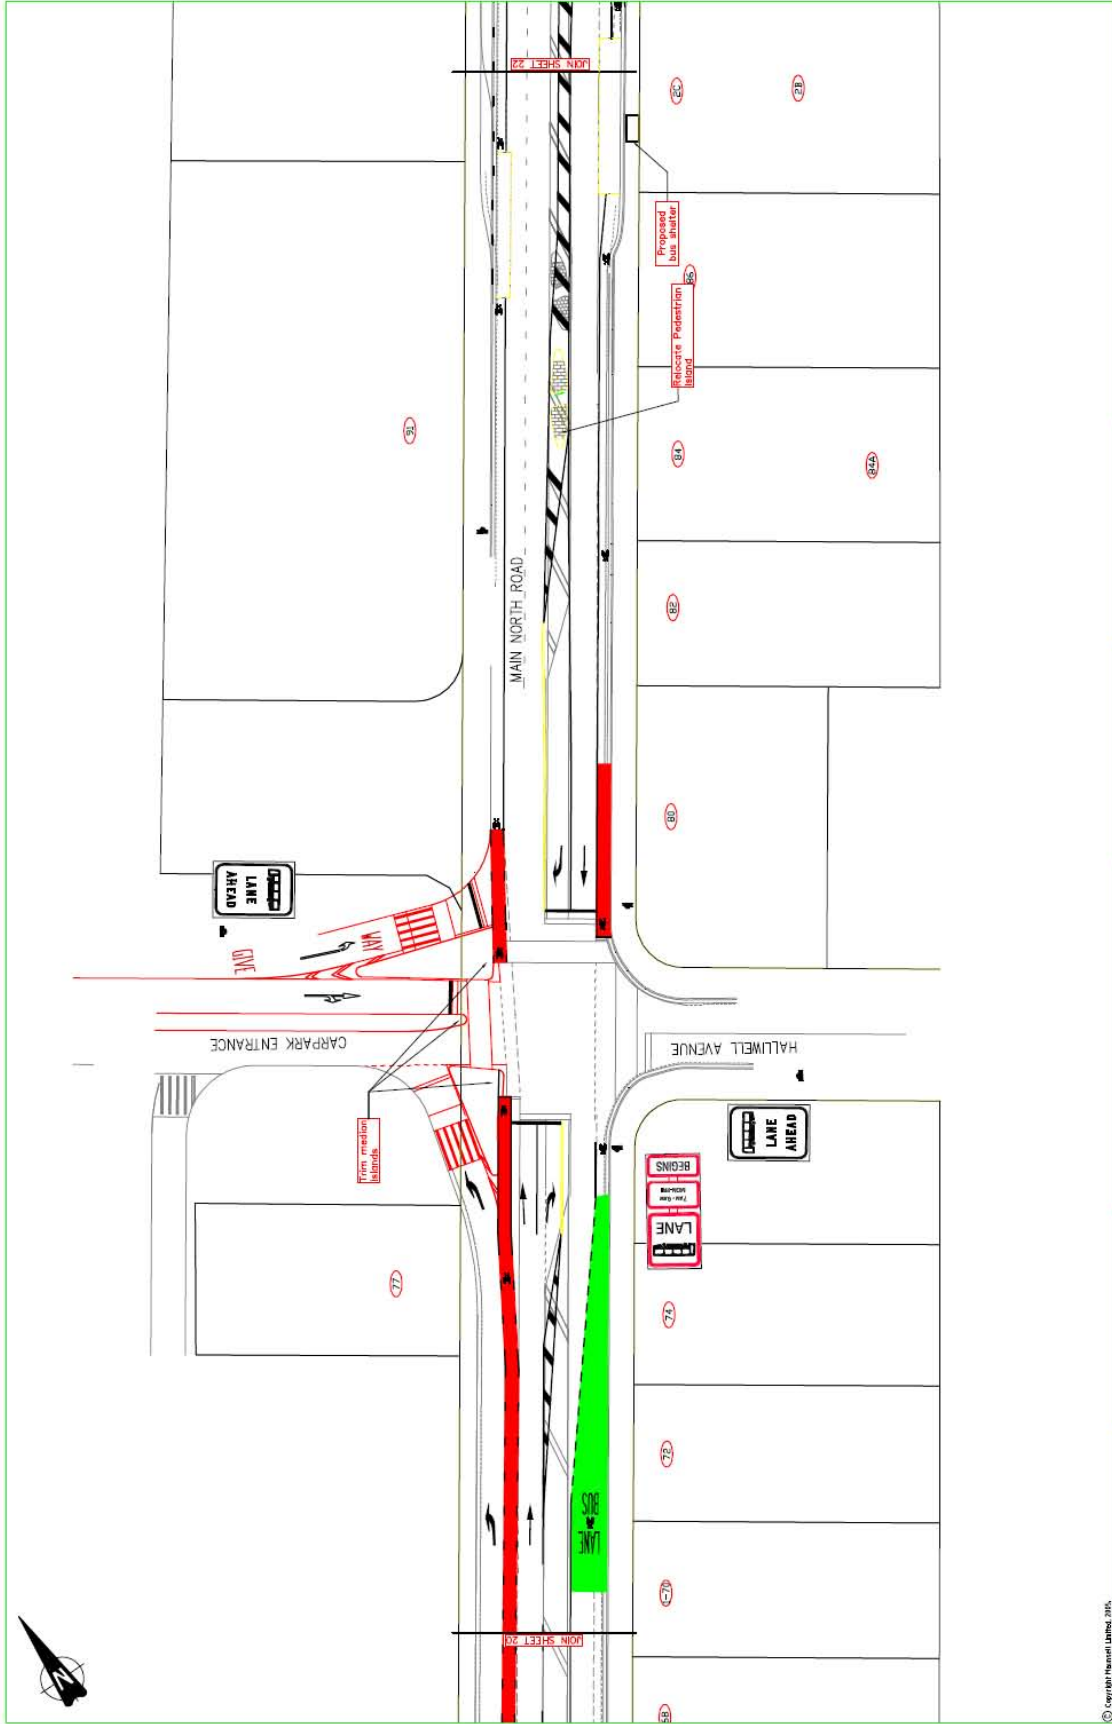 JOIN SHEET 22
2C
2B
Proposed
bus shelter
86
Relocate Pedestrian
Island
91
84
84A
MAIN NORTH ROAD
82
80
LANE
AHEAD
GIVE
WAY
CARPARK ENTRANCE
HALLIWELL AVENUE
Trim median
islands
LANE
AHEAD
BEGINS
LANE
77
74
72
BUS
LANE
JOIN SHEET 20
N
© Copyright Maunsell Limited. 2005.